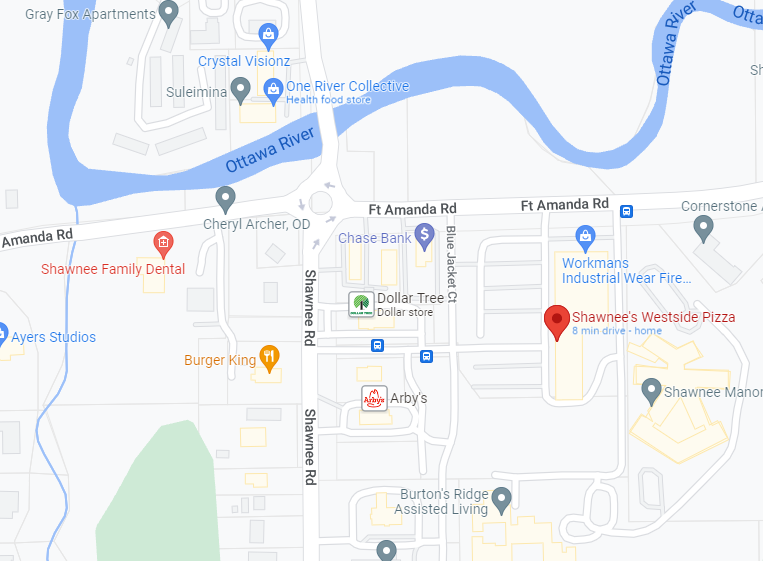 Gray Fox Apartments
Crystal Visionz
Ottawa River
Otta
Sh
Suleimina
One River Collective
Health food store
Ottawa River
Cheryl Archer, OD
Ft Amanda Rd
Ft Amanda Rd
Cornerstone A
Amanda Rd
Chase Bank
Blue Jacket Ct
Shawnee Family Dental
Workmans
Industrial Wear Fire...
Shawnee Rd
Dollar Tree
Dollar store
DOLLAR TREE
Shawnee's Westside Pizza
8 min drive - home
Ayers Studios
Burger King
Arby's
Arby's
Shawnee Manor
Shawnee Rd
Burton's Ridge
Assisted Living